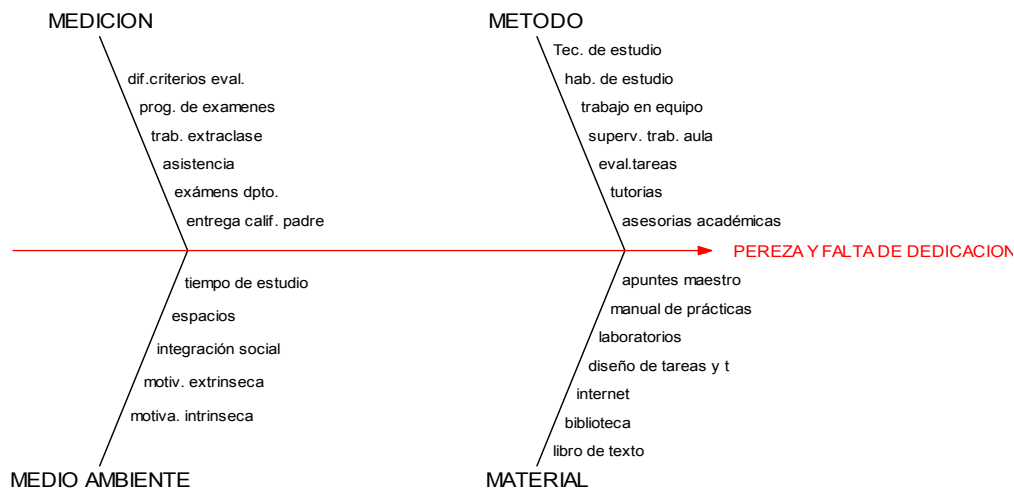 MEDICION
dif.criterios eval.
prog. de examenes
trab. extraclase
asistencia
exámens dpto.
entrega calif. padre
METODO
Tec. de estudio
hab. de estudio
trabajo en equipo
superv. trab. aula
eval.tareas
tutorias
asesorias académicas
PEREZA Y FALTA DE DEDICACION
tiempo de estudio
espacios
integración social
motiv. extrinseca
motiva. intrinseca
MEDIO AMBIENTE
apuntes maestro
manual de prácticas
laboratorios
diseño de tareas y t
internet
biblioteca
libro de texto
MATERIAL